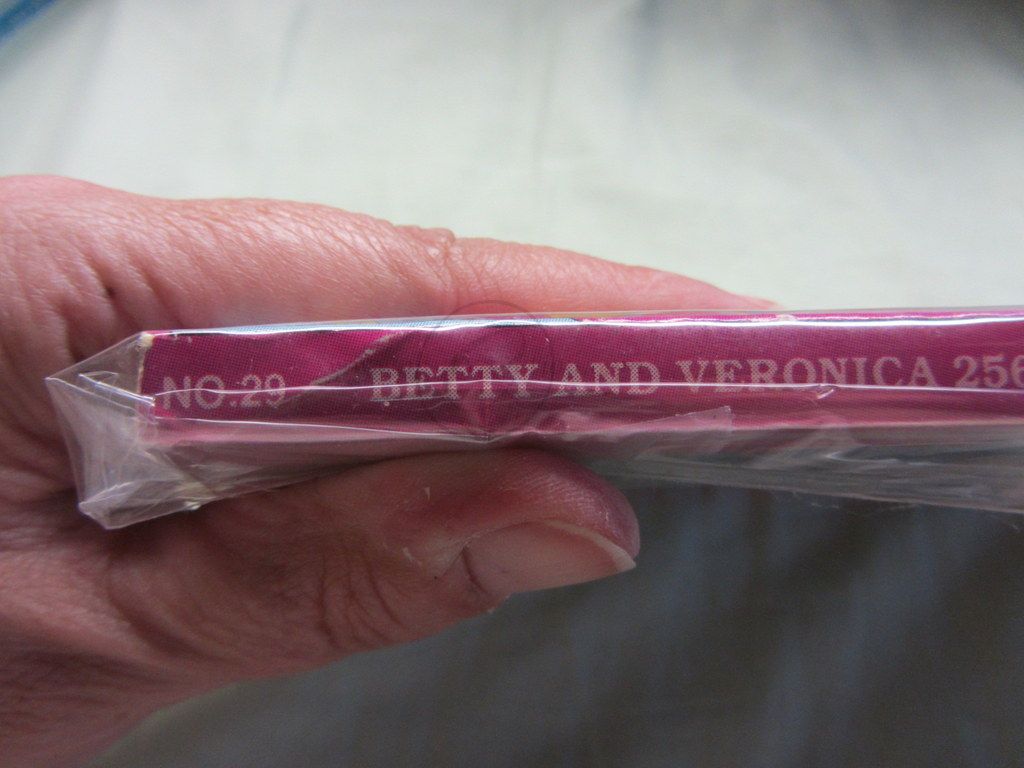 NO.29 BETTY AND VERONICA 256